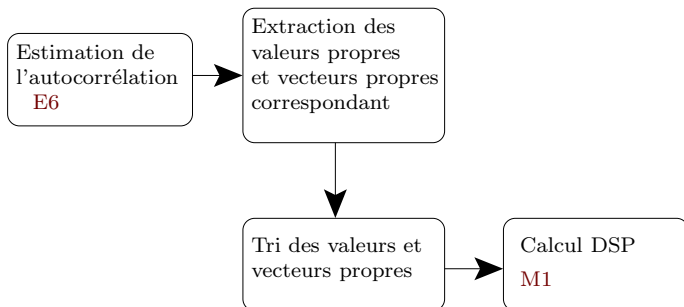 Estimation de
l'autocorrélation
E6
Extraction des
valeurs propres
et vecteurs propres
correspondant
Tri des valeurs et
vecteurs propres
Calcul DSP
M1